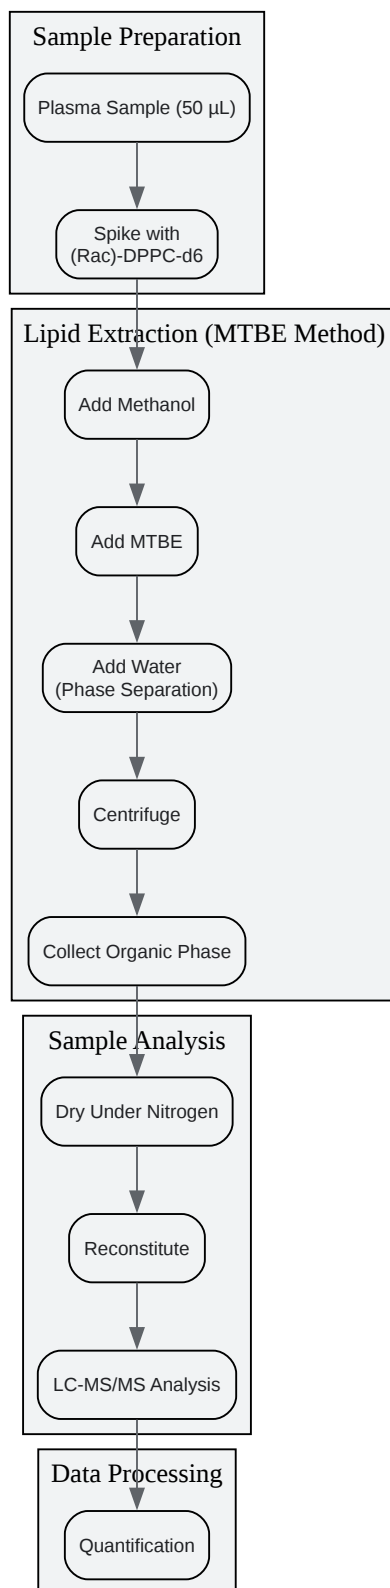 Sample Preparation
Plasma Sample (50 µL)
Spike with
(Rac)-DPPC-d6
Lipid Extraction (MTBE Method)
Add Methanol
Add MTBE
Add Water
(Phase Separation)
Centrifuge
Collect Organic Phase
Sample Analysis
Dry Under Nitrogen
Reconstitute
LC-MS/MS Analysis
Data Processing
Quantification